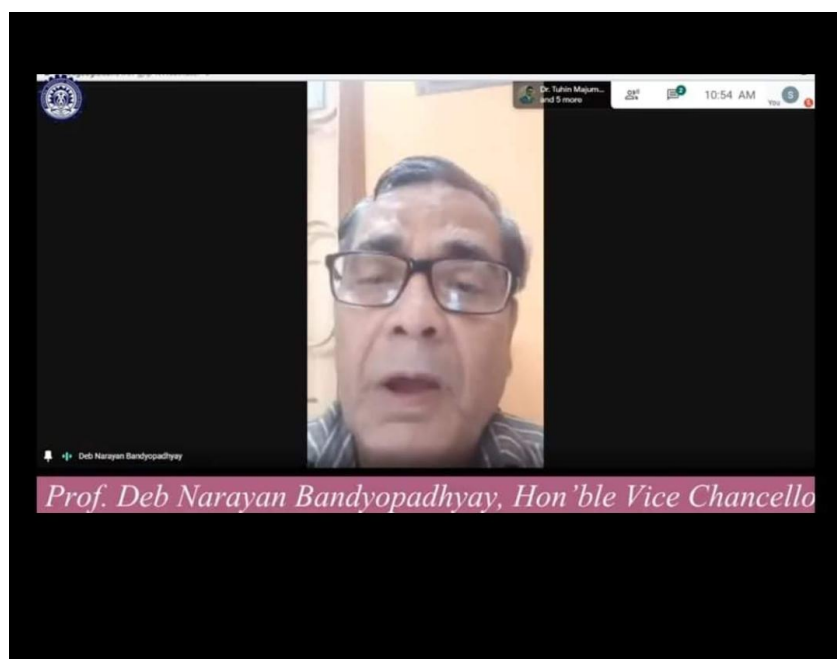 Dr. Tuhin Majum...
and 5 more
2
10:54 AM
You
S
Deb Narayan Bandyopadhyay
Prof. Deb Narayan Bandyopadhyay, Hon'ble Vice Chancello